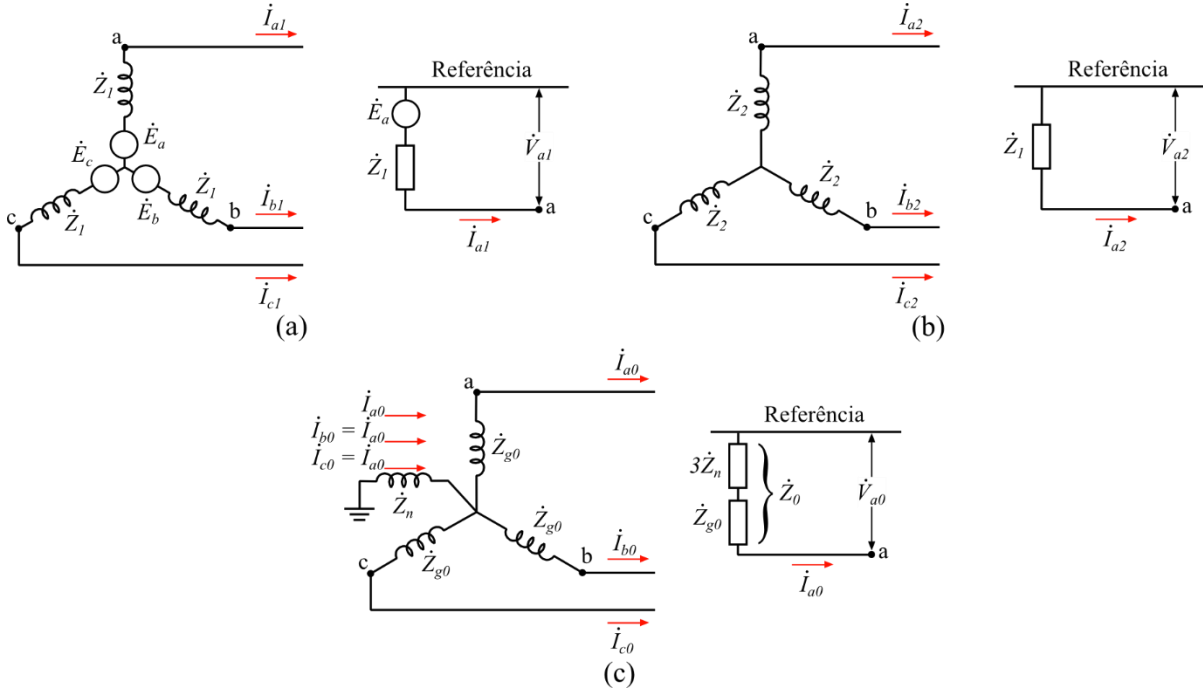 İa1
a
Ż1
Ėa
Ėc
Ėb
Ż1
Ż1
c
b
İb1
İc1
(a)
Referência
Ėa
Ż1
V̇a1
a
İa1
İa2
a
Ż2
Ż2
Ż2
c
b
İb2
İc2
(b)
Referência
Ż1
V̇a2
a
İa2
İa0
a
İa0
İb0 = İa0
İc0 = İa0
Żn
Żg0
Żg0
Żg0
c
b
İb0
İc0
(c)
Referência
3Żn
Żg0
Ż0
V̇a0
a
İa0